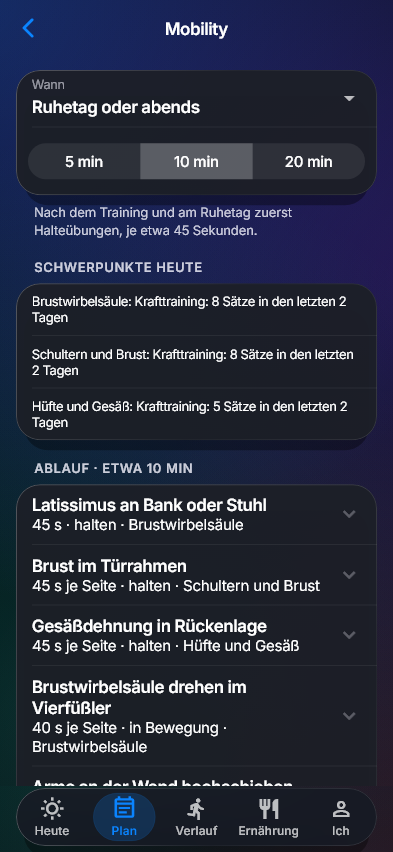 Mobility
Wann
Ruhetag oder abends
5 min
10 min
20 min
Nach dem Training und am Ruhetag zuerst
Halteübungen, je etwa 45 Sekunden.
SCHWERPUNKTE HEUTE
Brustwirbelsäule: Krafttraining: 8 Sätze in den letzten 2
Tagen
Schultern und Brust: Krafttraining: 8 Sätze in den letzten
2 Tagen
Hüfte und Gesäß: Krafttraining: 5 Sätze in den letzten 2
Tagen
ABLAUF · ETWA 10 MIN
Latissimus an Bank oder Stuhl
45 s · halten · Brustwirbelsäule
Brust im Türrahmen
45 s je Seite · halten · Schultern und Brust
Gesäßdehnung in Rückenlage
45 s je Seite · halten · Hüfte und Gesäß
Brustwirbelsäule drehen im
Vierfüßler
40 s je Seite · in Bewegung ·
Brustwirbelsäule
Arme an der Wand hochschieben
Heute
Plan
Verlauf
Ernährung
Ich